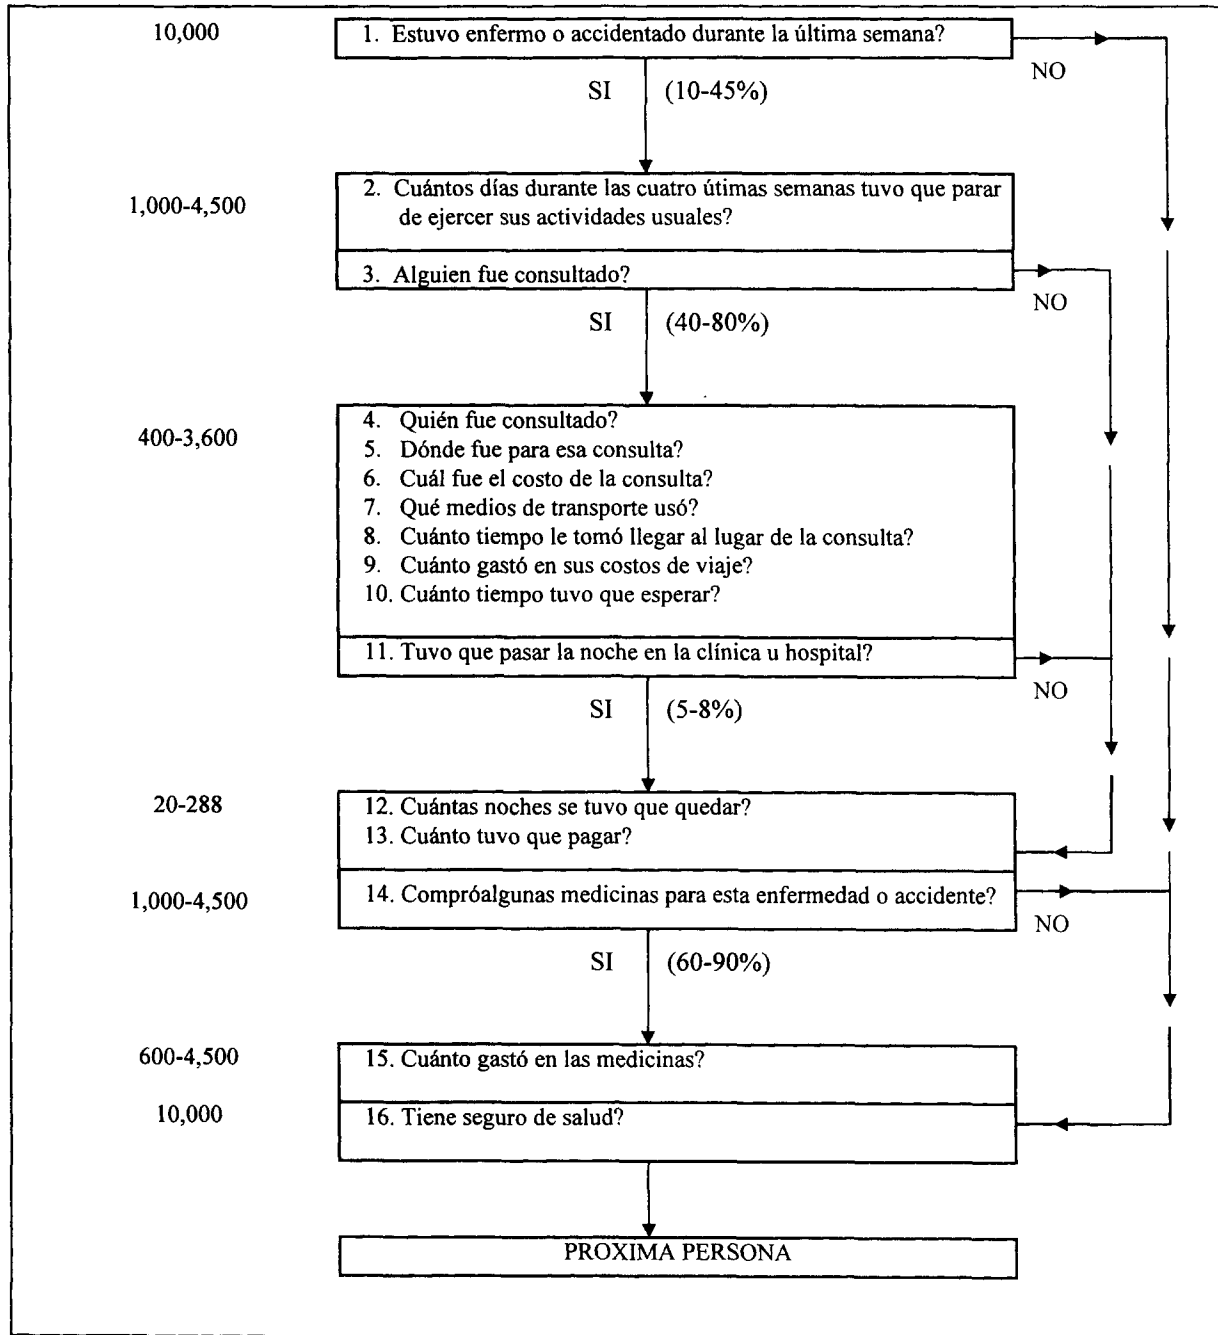 10,000
1. Estuvo enfermo o accidentado durante la última semana?
NO
SI (10-45%)
1,000-4,500
2. Cuántos días durante las cuatro útimas semanas tuvo que parar
de ejercer sus actividades usuales?
3. Alguien fue consultado?
NO
SI (40-80%)
400-3,600
4. Quién fue consultado?
5. Dónde fue para esa consulta?
6. Cuál fue el costo de la consulta?
7. Qué medios de transporte usó?
8. Cuánto tiempo le tomó llegar al lugar de la consulta?
9. Cuánto gastó en sus costos de viaje?
10. Cuánto tiempo tuvo que esperar?
11. Tuvo que pasar la noche en la clínica u hospital?
NO
SI (5-8%)
20-288
12. Cuántas noches se tuvo que quedar?
13. Cuánto tuvo que pagar?
1,000-4,500
14. Compróalgunas medicinas para esta enfermedad o accidente?
NO
SI (60-90%)
600-4,500
15. Cuánto gastó en las medicinas?
10,000
16. Tiene seguro de salud?
PROXIMA PERSONA